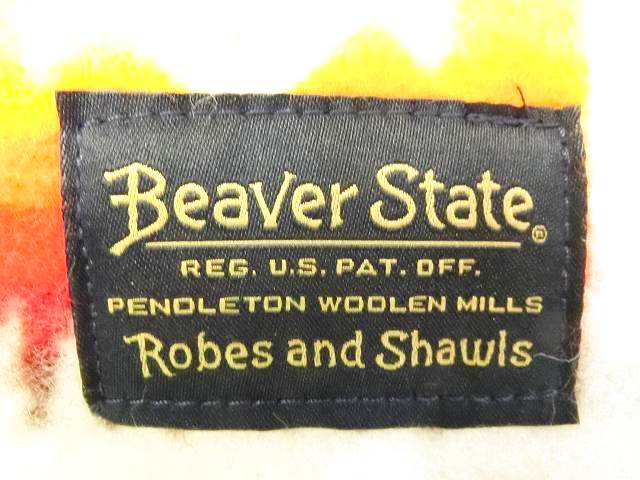 Beaver State®
REG. U.S. PAT. OFF.
PENDLETON WOOLEN MILLS
Robes and Shawls